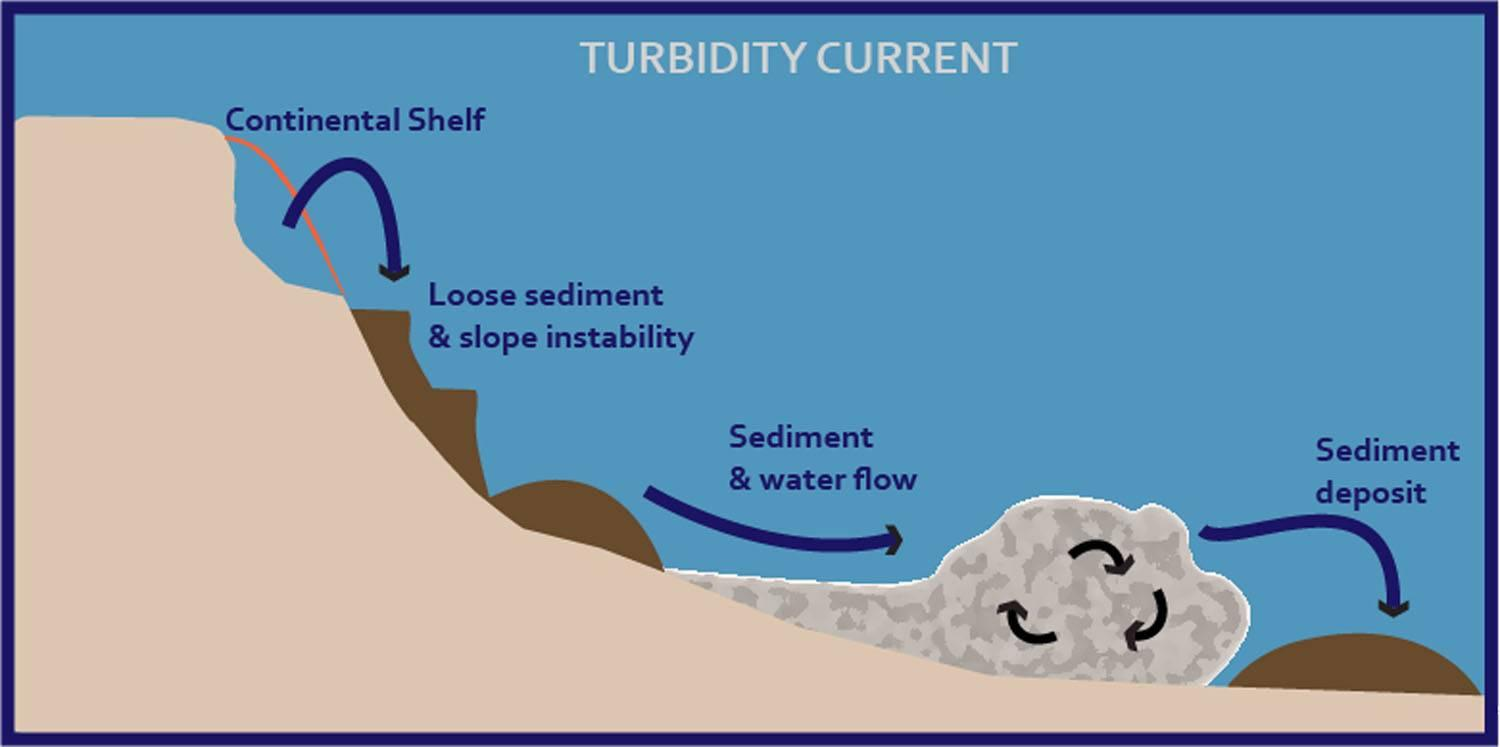 TURBIDITY CURRENT
Continental Shelf
Loose sediment
& slope instability
Sediment
& water flow
Sediment
deposit